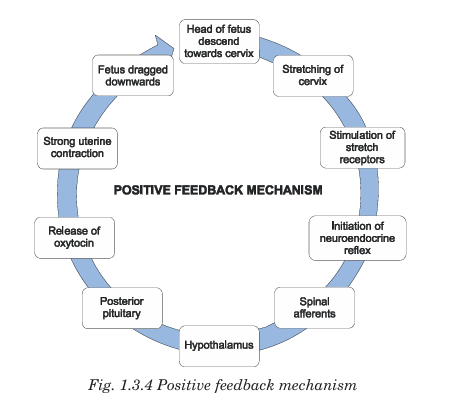 Head of fetus
descend
towards cervix
Stretching of
cervix
Stimulation of
stretch
receptors
Initiation of
neuroendocrine
reflex
Spinal
afferents
Hypothalamus
Posterior
pituitary
Release of
oxytocin
Strong uterine
contraction
Fetus dragged
downwards
POSITIVE FEEDBACK MECHANISM
Fig. 1.3.4 Positive feedback mechanism